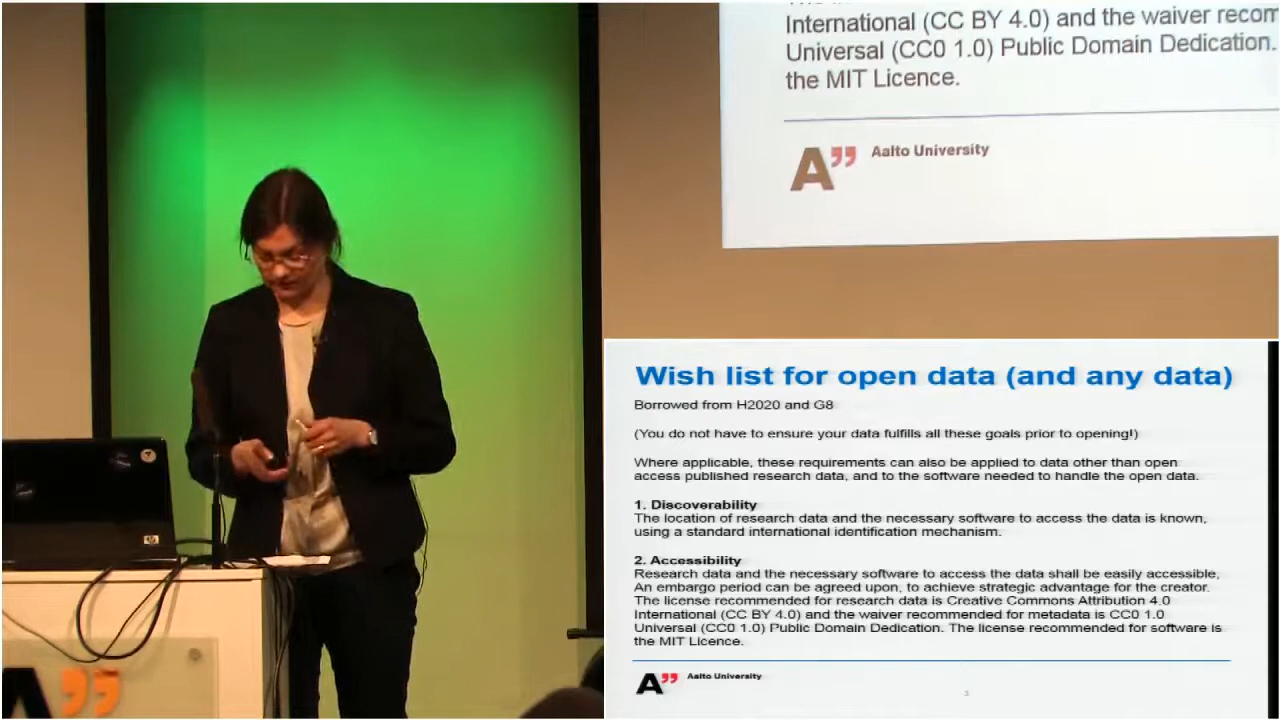 International (CC BY 4.0) and the waiver recom
Universal (CC0 1.0) Public Domain Dedication.
the MIT Licence.
A” Aalto University
Wish list for open data (and any data)
Borrowed from H2020 and G8
(You do not have to ensure your data fulfills all these goals prior to opening!)
Where applicable, these requirements can also be applied to data other than open
access published research data, and to the software needed to handle the open data.
1. Discoverability
The location of research data and the necessary software to access the data is known,
using a standard international identification mechanism.
2. Accessibility
Research data and the necessary software to access the data shall be easily accessible,
An embargo period can be agreed upon, to achieve strategic advantage for the creator.
The license recommended for research data is Creative Commons Attribution 4.0
International (CC BY 4.0) and the waiver recommended for metadata is CC0 1.0
Universal (CC0 1.0) Public Domain Dedication. The license recommended for software is
the MIT Licence.
A” Aalto University
3
A”
hp